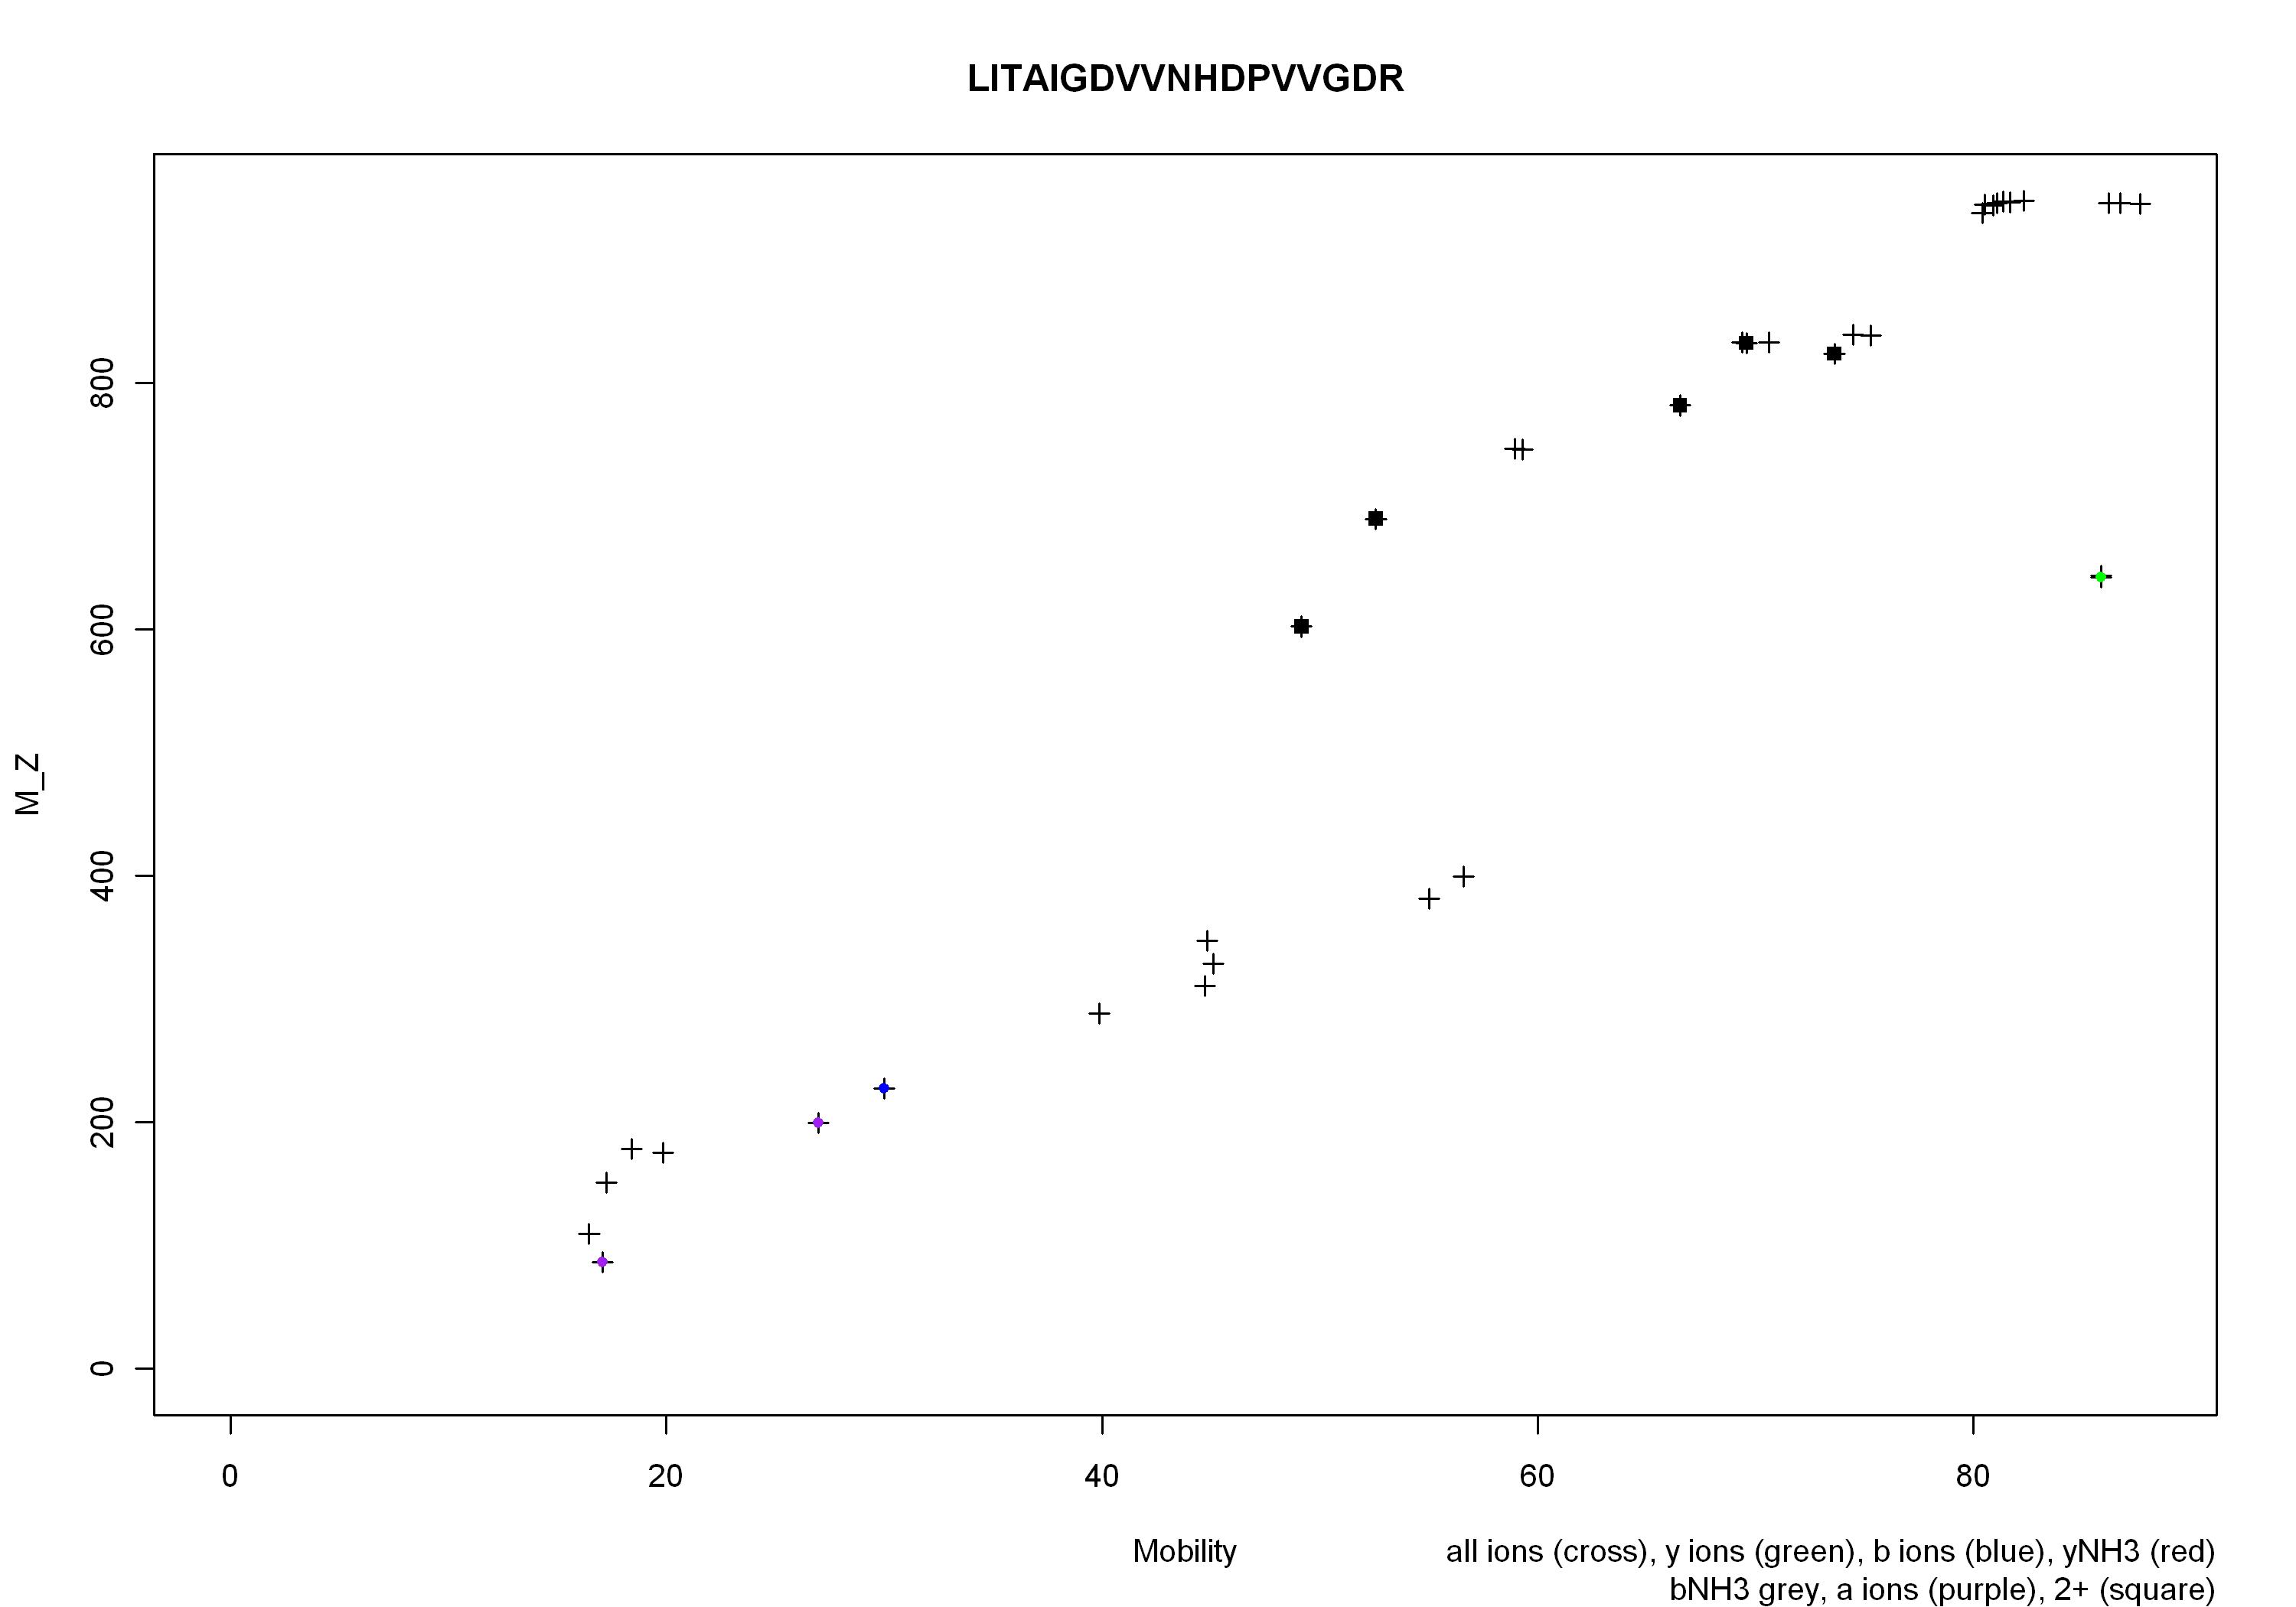 LITAIGDVVNHDPVVGDR
800
600
400
200
0
M_Z
0 20 40 60 80
Mobility
all ions (cross), y ions (green), b ions (blue), yNH3 (red)
bNH3 grey, a ions (purple), 2+ (square)